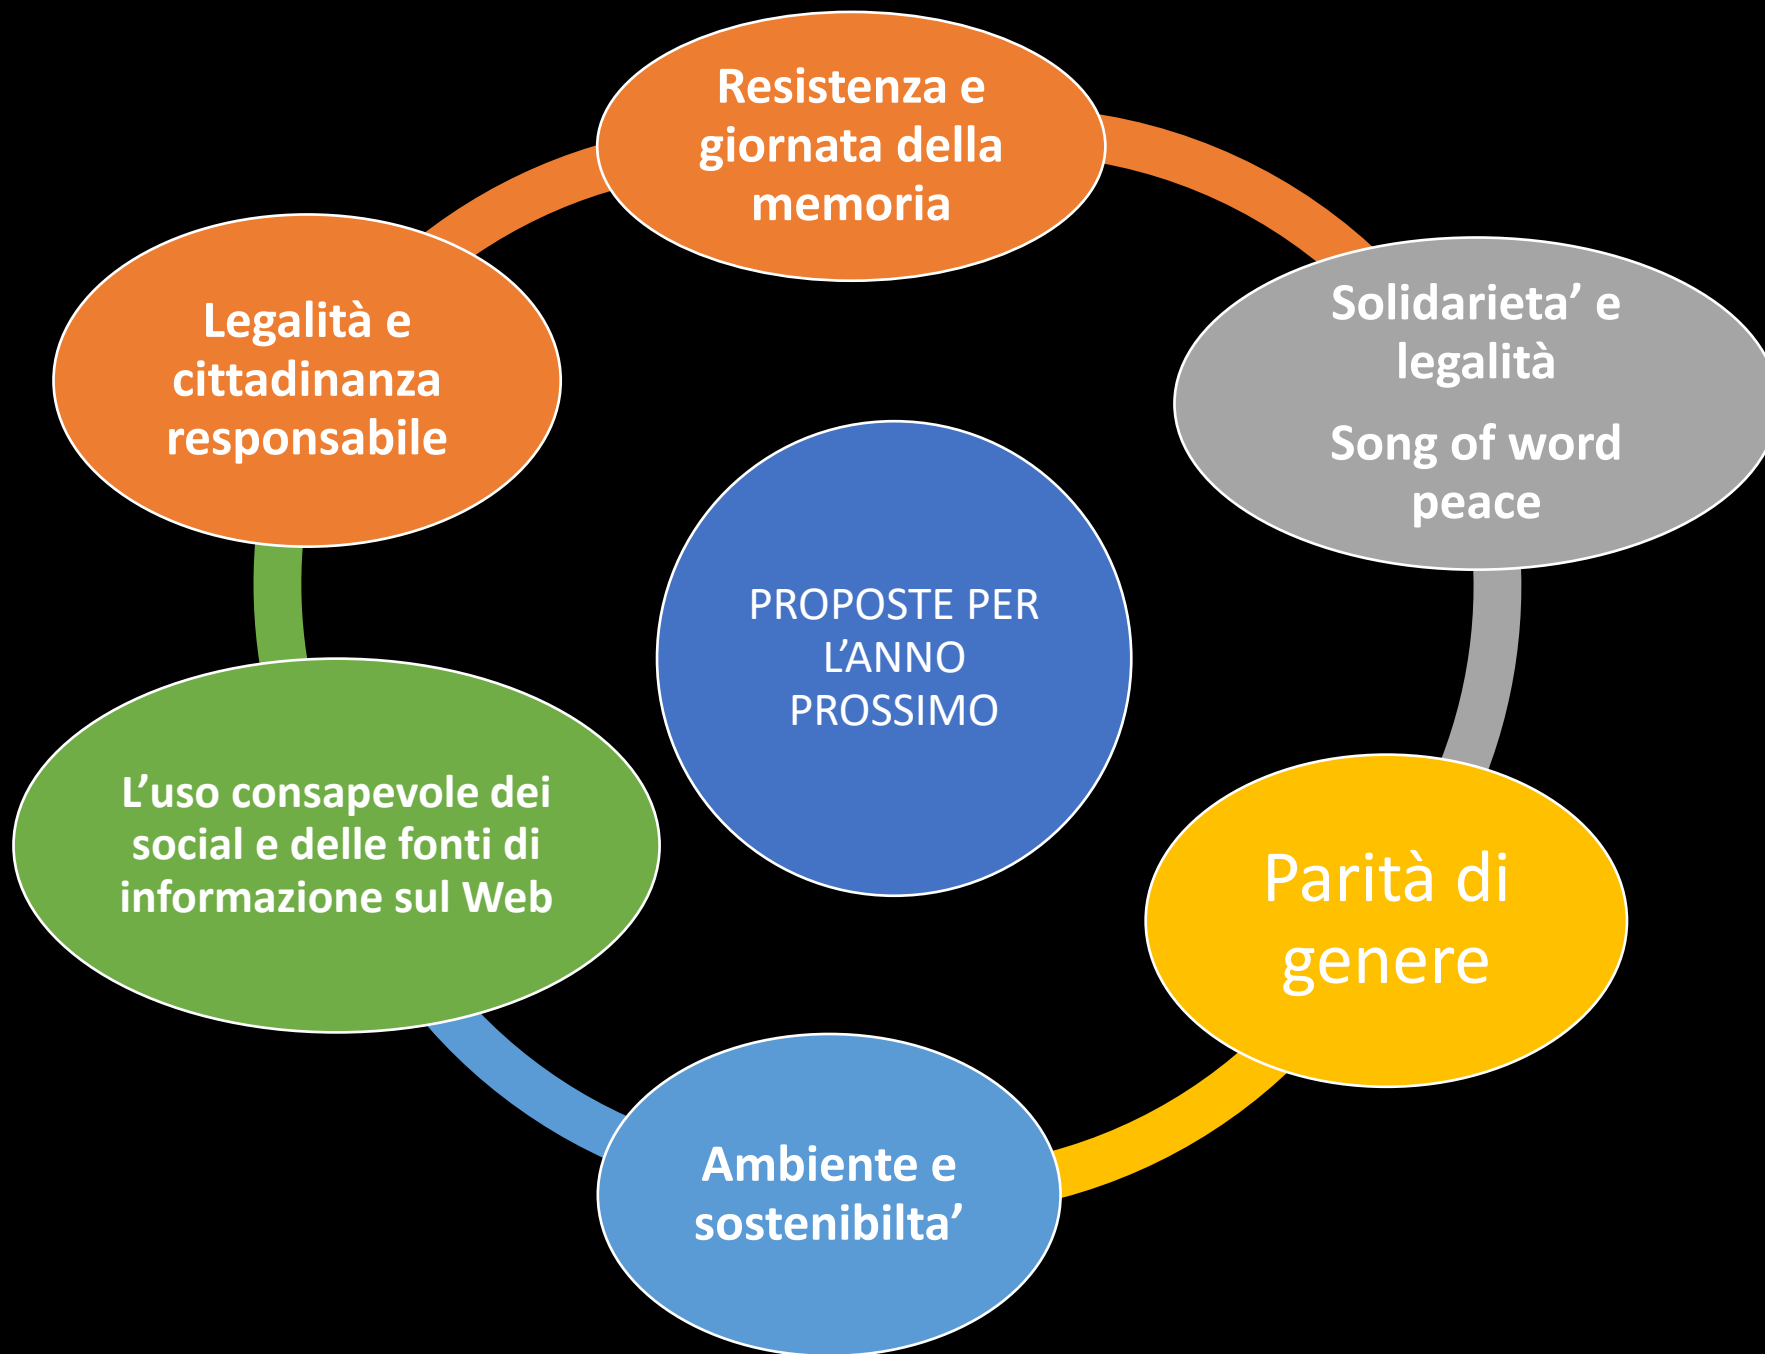 Resistenza e
giornata della
memoria
Solidarieta’ e
legalità
Song of word
peace
Parità di
genere
Ambiente e
sostenibilta’
L’uso consapevole dei
social e delle fonti di
informazione sul Web
Legalità e
cittadinanza
responsabile
PROPOSTE PER
L’ANNO
PROSSIMO